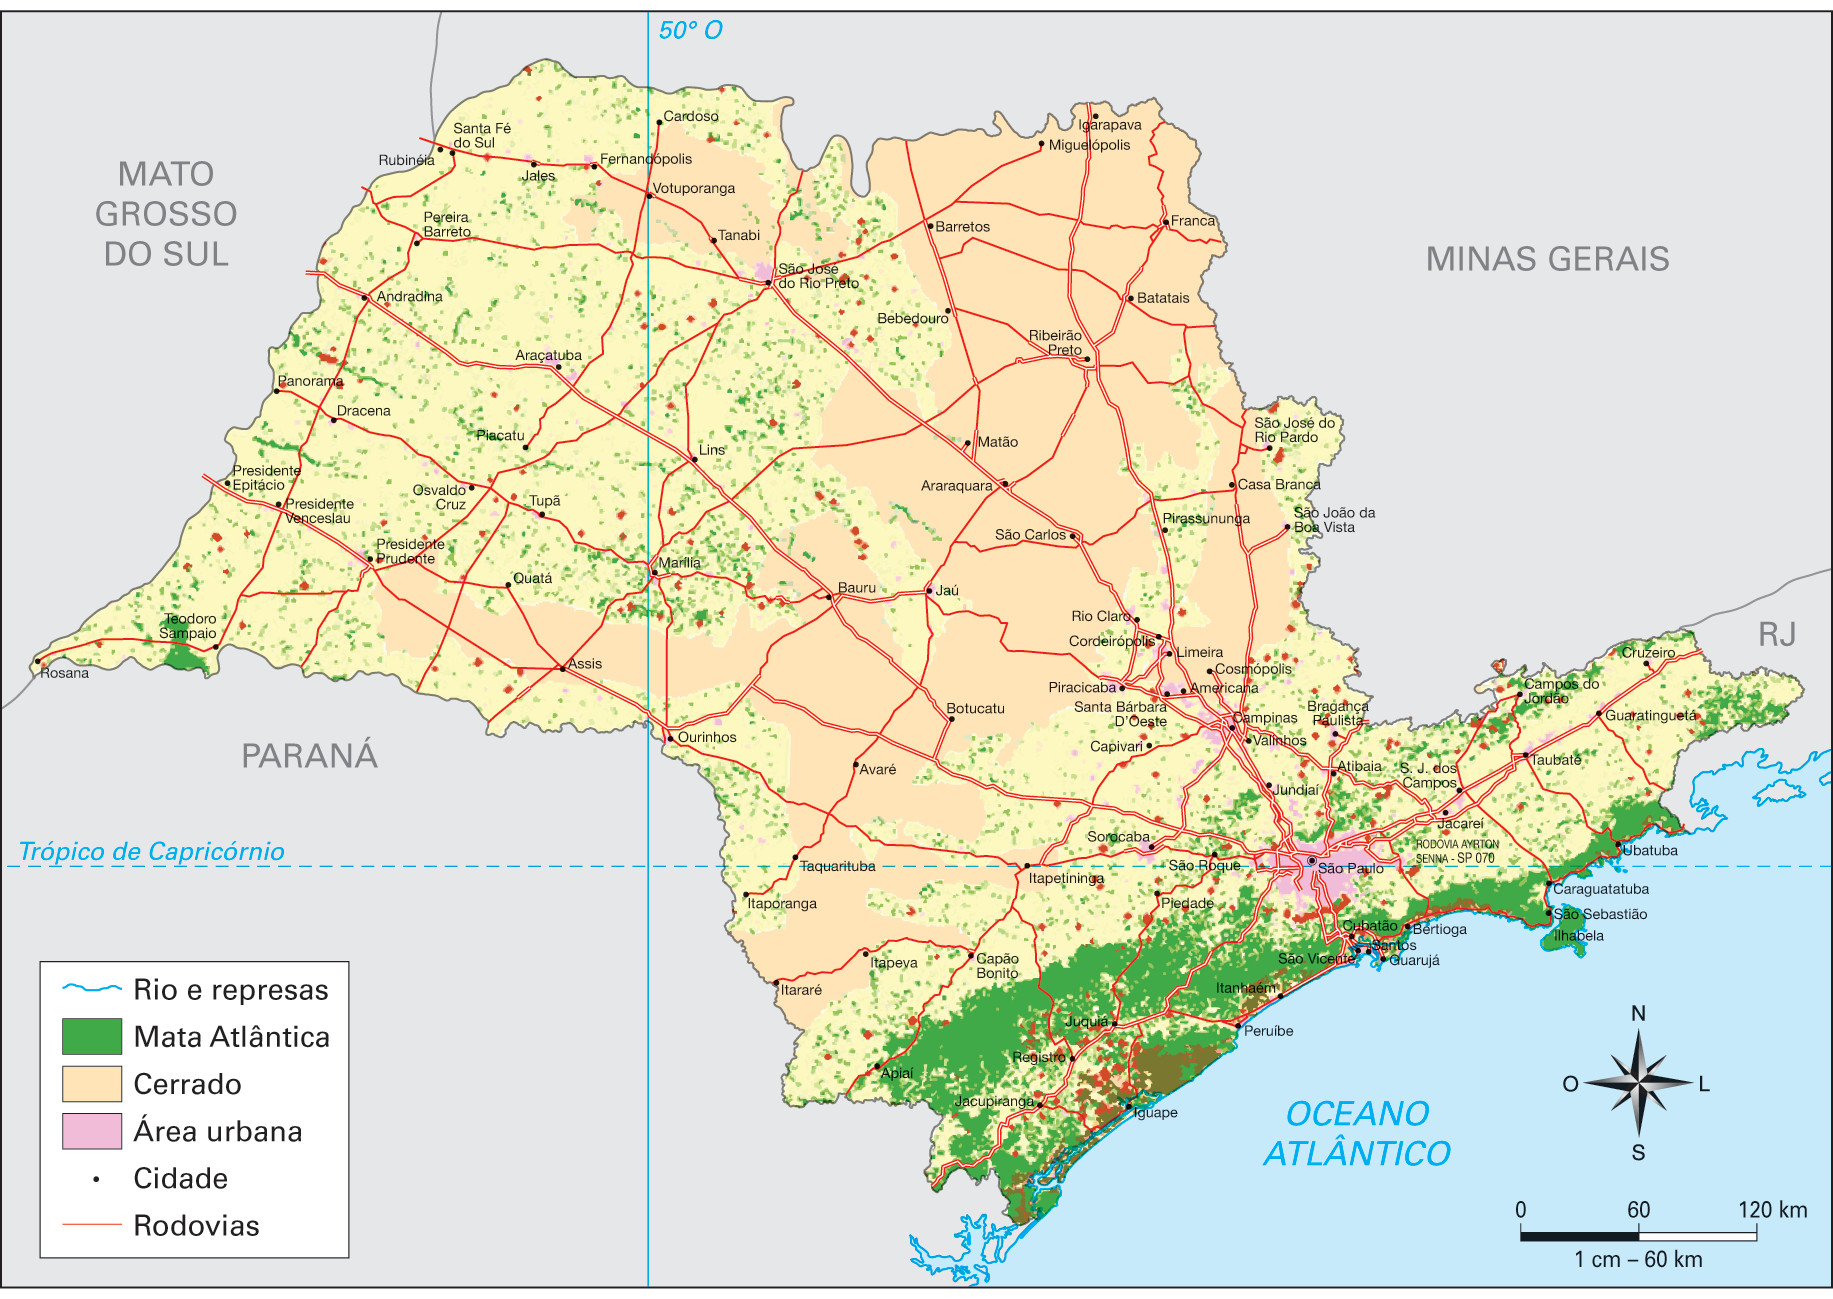 50° O
MATO
GROSSO
DO SUL
MINAS GERAIS
RJ
PARANÁ
Trópico de Capricórnio
OCEANO
ATLÂNTICO
Cardoso
Santa Fé
do Sul
Rubinéia
Jales
Fernandópolis
Votuporanga
Pereira
Barreto
Tanabi
São José
do Rio Preto
Igarapava
Miguelópolis
Franca
Barretos
Batatais
Bebedouro
Ribeirão
Preto
Andradina
Araçatuba
Panorama
Dracena
Piacatu
Lins
Matão
São José do
Rio Pardo
Presidente
Epitácio
Presidente
Venceslau
Osvaldo
Cruz
Tupã
Araraquara
Casa Branca
São João da
Boa Vista
Pirassununga
São Carlos
Presidente
Prudente
Quatá
Marília
Bauru
Jaú
Teodoro
Sampaio
Rosana
Assis
Rio Claro
Cordeirópolis
Limeira
Cosmópolis
Piracicaba
Americana
Santa Bárbara
D'Oeste
Campinas
Bragança
Paulista
Valinhos
Capivari
Botucatu
Ourinhos
Avaré
Atibaia
Jundiaí
Cruzeiro
Campos do
Jordão
Guaratinguetá
Taubaté
S. J. dos
Campos
Jacareí
RODOVIA AYRTON
SENNA - SP 070
Ubatuba
Sorocaba
São Roque
São Paulo
Taquarituba
Itapetininga
Itaporanga
Piedade
Caraguatatuba
São Sebastião
Ilhabela
Cubatão
Bertioga
Santos
São Vicente
Guarujá
Itapeva
Capão
Bonito
Itararé
Itanhaém
Peruíbe
Juquiá
Registro
Apiaí
Jacupiranga
Iguape
Rio e represas
Mata Atlântica
Cerrado
Área urbana
Cidade
Rodovias
N
O
L
S
0 60 120 km
1 cm – 60 km